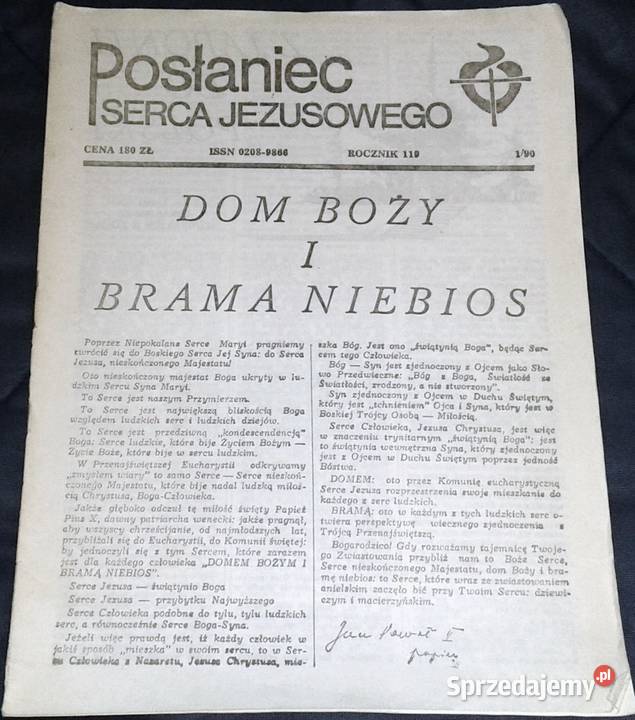 Posłaniec
SERCA JEZUSOWEGO
CENA 180 ZŁ ISSN 0208-9866 ROCZNIK 119 1/90
DOM BOŻY
I
BRAMA NIEBIOS
Poprzez Niepokalane Serce Maryi pragniemy
zwrócić się do Boskiego Serca Jej Syna: do Serca
Jezusa, nieskończonego Majestatu!
Oto nieskończony majestat Boga ukryty w lu-
dzkim Sercu Syna Maryi.
To Serce jest naszym Przymierzem.
To Serce jest największą bliskością Boga
względem ludzkich serc i ludzkich dziejów.
To Serce jest przedziwną „kondescendencją"
Boga: Serce ludzkie, które bije Życiem Bożym —
Życie Boże, które bije w sercu ludzkim.
W Przenajświętszej Eucharystii odkrywamy
„zmysłem wiary" to samo Serce — Serce nieskoń-
czonego Majestatu, które bije nadal ludzką miłoś-
cią Chrystusa, Boga-Człowieka.
Jakże głęboko odczuł tę miłość święty Papież
Pius X, dawny patriarcha wenecki: jakże pragnął,
aby wszyscy chrześcijanie, od najmłodszych lat,
przybliżali się do Eucharystii, do Komunii świętej:
by jednoczyli się z tym Sercem, które zarazem
jest dla każdego człowieka „DOMEM BOŻYM I
BRAMĄ NIEBIOS".
Serce Jezusa — świątynio Boga
Serce Jezusa — przybytku Najwyższego
Serce Człowieka podobne do tylu, tylu ludzkich
serc, a równocześnie Serce Boga-Syna.
Jeżeli więc prawdą jest, iż każdy człowiek w
jakiś sposób „mieszka" w swoim sercu, to w Ser-
cu Człowieka z Nazaretu, Jezusa Chrystusa, mie-
szka Bóg. Jest ono „świątynią Boga", będąc Ser-
cem tego Człowieka.
Bóg — Syn jest zjednoczony z Ojcem jako Sło-
wo Przedwieczne: „Bóg z Boga, Światłość ze
Światłości, zrodzony, a nie stworzony".
Syn zjednoczony z Ojcem w Duchu Świętym,
który jest „tchnieniem" Ojca i Syna, który jest w
Boskiej Trójcy Osobą — Miłością.
Serce Człowieka, Jezusa Chrystusa, jest więc
w znaczeniu trynitarnym „świątynią Boga": jest
to świątynia wewnętrzna Syna, który zjednoczony
jest z Ojcem w Duchu Świętym poprzez jedność
Bóstwa.
DOMEM: oto przez Komunię eucharystyczną
Serce Jezusa rozprzestrzenia swoje mieszkanie do
każdego z serc ludzkich.
BRAMĄ: oto w każdym z tych ludzkich serc o-
twiera perspektywę wiecznego zjednoczenia z
Trójcą Przenajświętszą.
Bogarodzico! Gdy rozważamy tajemnicę Twoje-
go Zwiastowania przybliż nam to Boże Serce,
Serce nieskończonego Majestatu, dom Boży i bra-
mę niebios: to Serce, które wraz ze zwiastowaniem
anielskim zaczęło bić przy Twoim Sercu: dziewi-
czym i macierzyńskim.
Jan Paweł II
papież
Sprzedajemy.pl